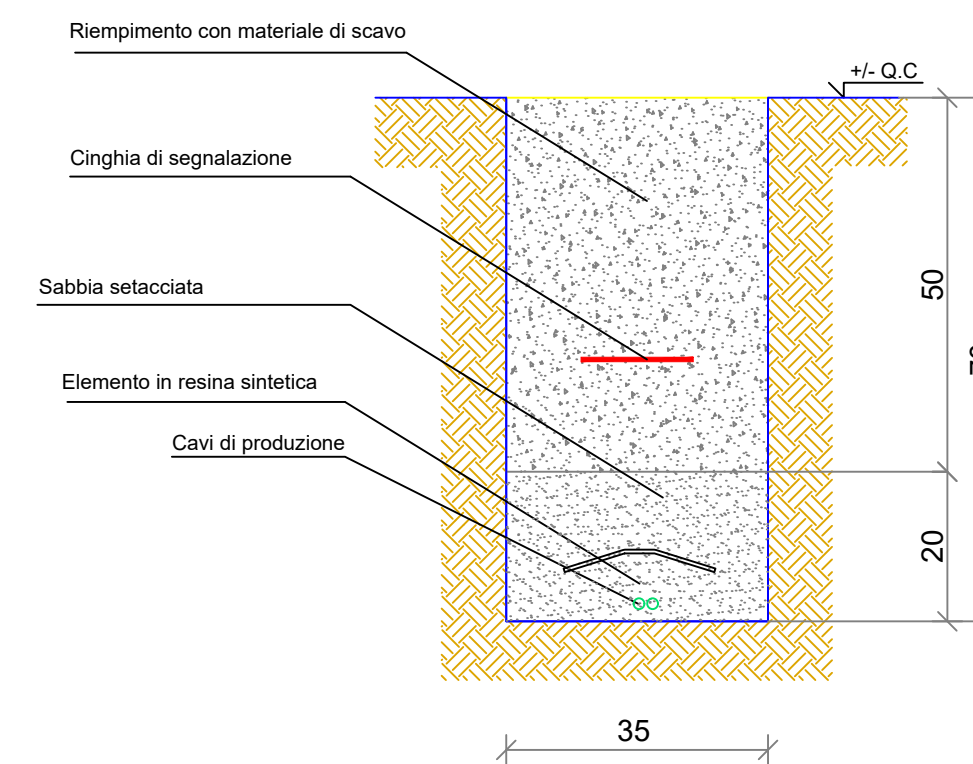 Riempimento con materiale di scavo
+/- Q.C
Cinghia di segnalazione
50
Sabbia setacciata
Elemento in resina sintetica
Cavi di produzione
20
35